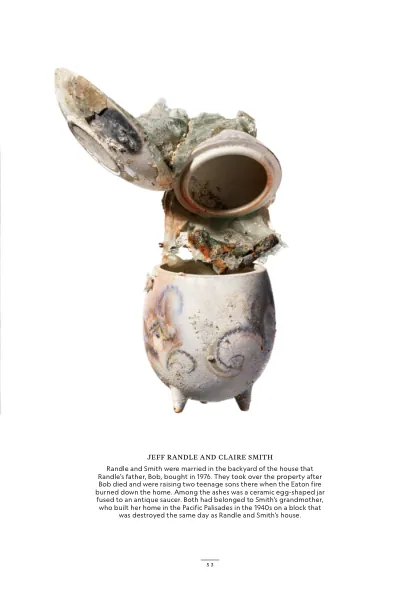 JEFF RANDLE AND CLAIRE SMITH
Randle and Smith were married in the backyard of the house that
Randle's father, Bob, bought in 1976. They took over the property after
Bob died and were raising two teenage sons there when the Eaton fire
burned down the home. Among the ashes was a ceramic egg-shaped jar
fused to an antique saucer. Both had belonged to Smith's grandmother,
who built her home in the Pacific Palisades in the 1940s on a block that
was destroyed the same day as Randle and Smith's house.
53